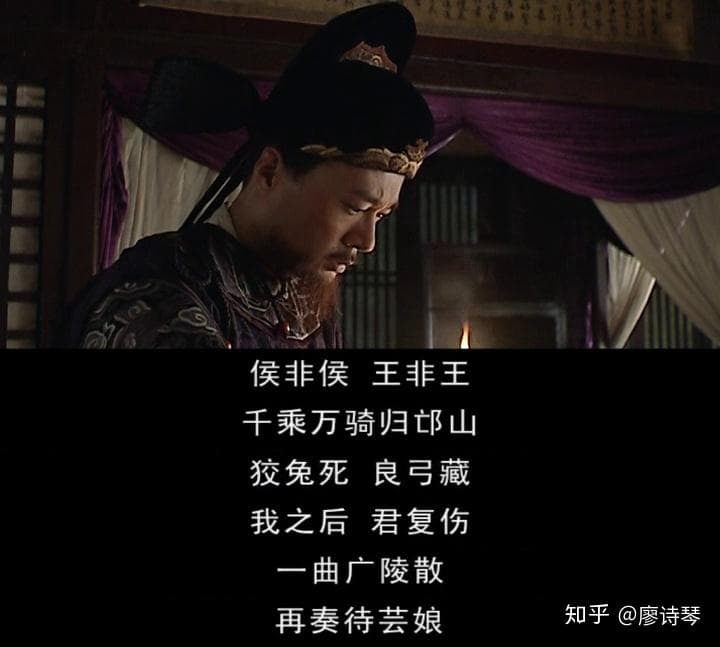 侯非侯 王非王
千乘万骑归邙山
狡兔死 良弓藏
我之后 君复伤
一曲广陵散
再奏待芸娘
知乎 @廖诗琴